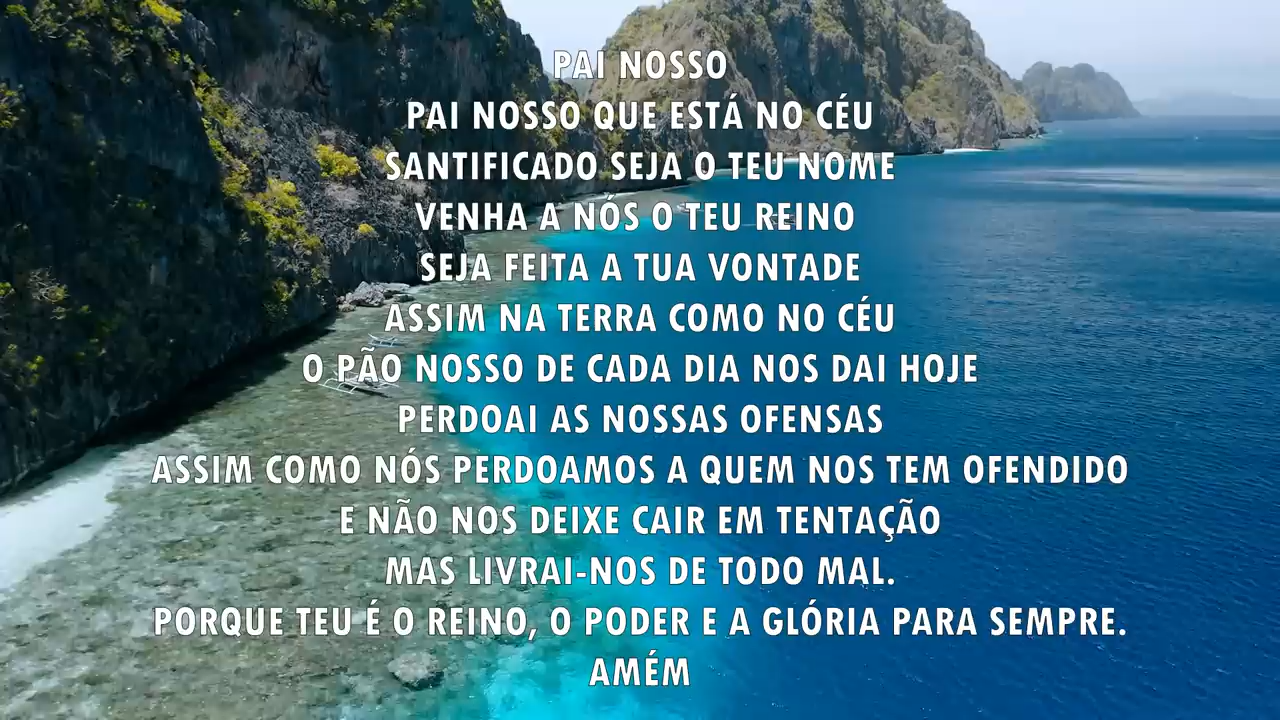 PAI NOSSO
PAI NOSSO QUE ESTÁ NO CÉU
SANTIFICADO SEJA O TEU NOME
VENHA A NÓS O TEU REINO
SEJA FEITA A TUA VONTADE
ASSIM NA TERRA COMO NO CÉU
O PÃO NOSSO DE CADA DIA NOS DAI HOJE
PERDOAI AS NOSSAS OFENSAS
ASSIM COMO NÓS PERDOAMOS A QUEM NOS TEM OFENDIDO
E NÃO NOS DEIXE CAIR EM TENTAÇÃO
MAS LIVRAI-NOS DE TODO MAL.
PORQUE TEU É O REINO, O PODER E A GLÓRIA PARA SEMPRE.
AMÉM